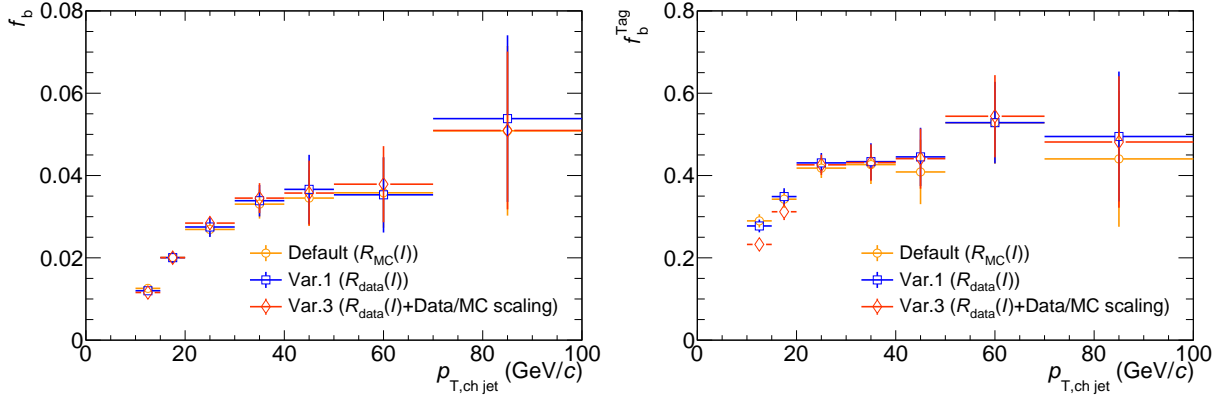 f_b
0.08
0.06
0.04
0.02
0
Default (R_MC(I))
Var.1 (R_data(I))
Var.3 (R_data(I)+Data/MC scaling)
0 20 40 60 80 100
p_T,ch jet (GeV/c)
f_b^Tag
0.8
0.6
0.4
0.2
0
Default (R_MC(I))
Var.1 (R_data(I))
Var.3 (R_data(I)+Data/MC scaling)
0 20 40 60 80 100
p_T,ch jet (GeV/c)